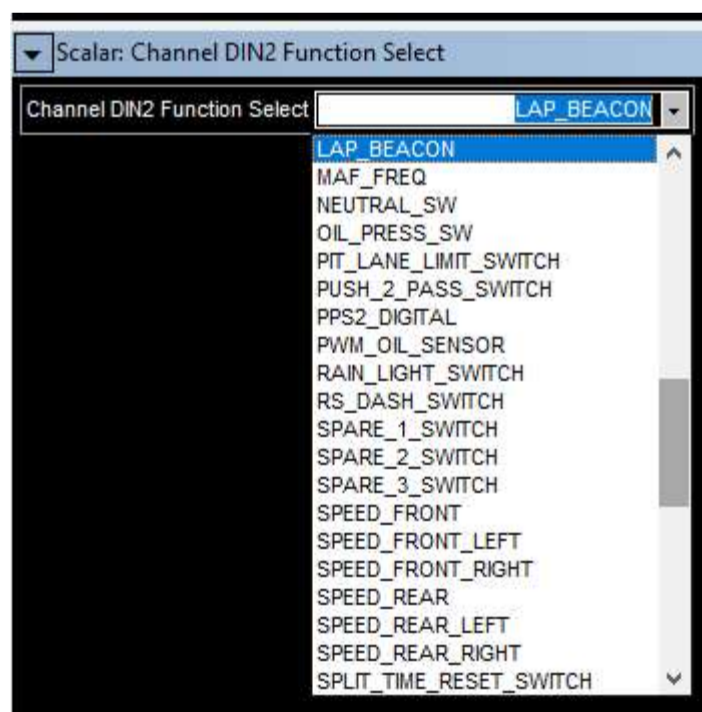 Scalar: Channel DIN2 Function Select
Channel DIN2 Function Select LAP_BEACON
LAP_BEACON
MAF_FREQ
NEUTRAL_SW
OIL_PRESS_SW
PIT_LANE_LIMIT_SWITCH
PUSH_2_PASS_SWITCH
PPS2_DIGITAL
PWM_OIL_SENSOR
RAIN_LIGHT_SWITCH
RS_DASH_SWITCH
SPARE_1_SWITCH
SPARE_2_SWITCH
SPARE_3_SWITCH
SPEED_FRONT
SPEED_FRONT_LEFT
SPEED_FRONT_RIGHT
SPEED_REAR
SPEED_REAR_LEFT
SPEED_REAR_RIGHT
SPLIT_TIME_RESET_SWITCH